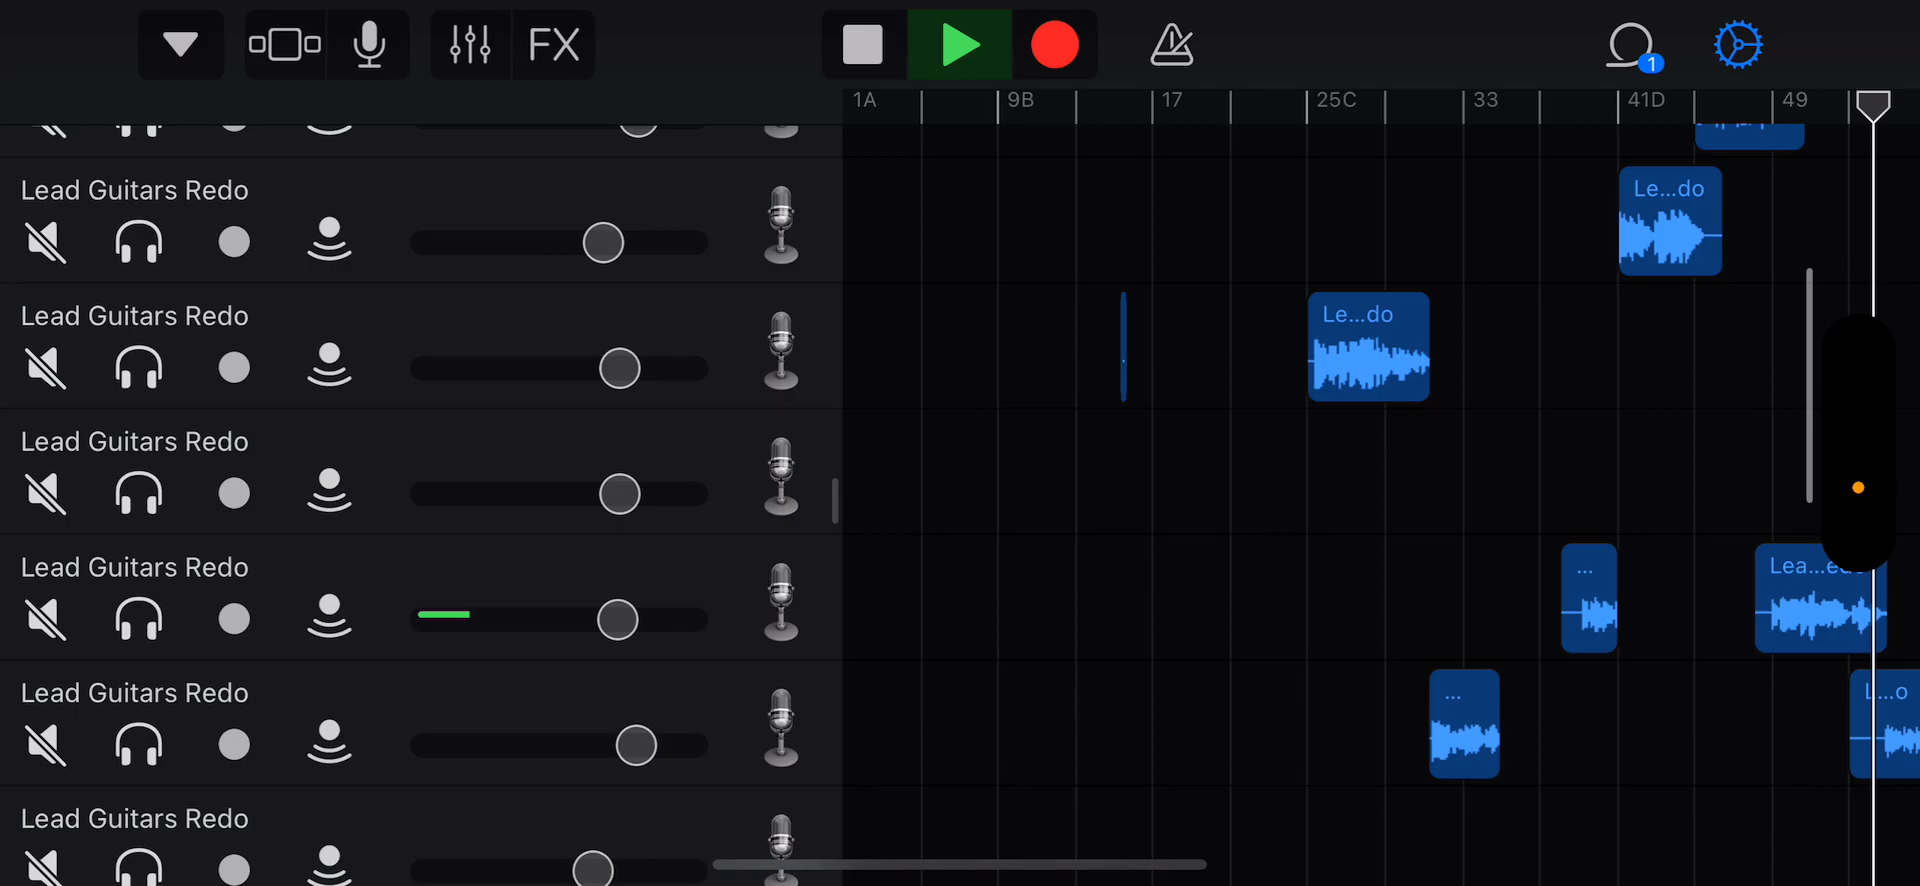 FX
1
1A 9B 17 25C 33 41D 49
Lead Guitars Redo
Le...do
Lead Guitars Redo
Le...do
Lead Guitars Redo
Lead Guitars Redo
...
Lead Guitars Redo
...
L...o
Lead Guitars Redo